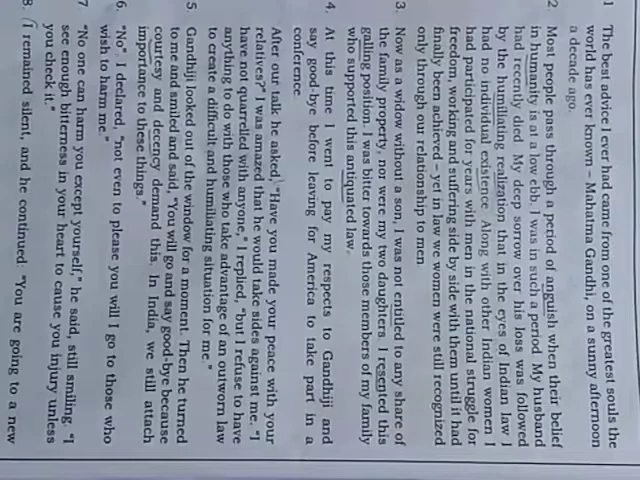 1 The best advice I ever had came from one of the greatest souls the
world has ever known – Mahatma Gandhi, on a sunny afternoon
a decade ago.
2 Most people pass through a period of anguish when their belief
in humanity is at a low ebb. I was in such a period My husband
had recently died My deep sorrow over his loss was followed
by the humiliating realization that in the eyes of Indian law I
had no individual existence Along with other Indian women I
had participated for years with men in the national struggle for
freedom, working and suffering side by side with them until it had
finally been achieved – yet in law we women were still recognized
only through our relationship to men
3. Now as a widow without a son, I was not entitled to any share of
the family property, nor were my two daughters I resented this
galling position. I was bitter towards those members of my family
who supported this antiquated law.
4. At this time I went to pay my respects to Gandhiji and
say good-bye before leaving for America to take part in a
conference
After our talk he asked, "Have you made your peace with your
relatives?" I was amazed that he would take sides against me. "I
have not quarrelled with anyone," I replied, "but I refuse to have
anything to do with those who take advantage of an outworn law
to create a difficult and humiliating situation for me."
5 Gandhiji looked out of the window for a moment. Then he turned
to me and smiled and said, "You will go and say good-bye because
courtesy and decency demand this. In India, we still attach
importance to these things."
6. "No", I declared, "not even to please you will I go to those who
wish to harm me."
7 "No one can harm you except yourself," he said, still smiling. "I
see enough bitterness in your heart to cause you injury unless
you check it."
8. I remained silent, and he continued: "You are going to a new